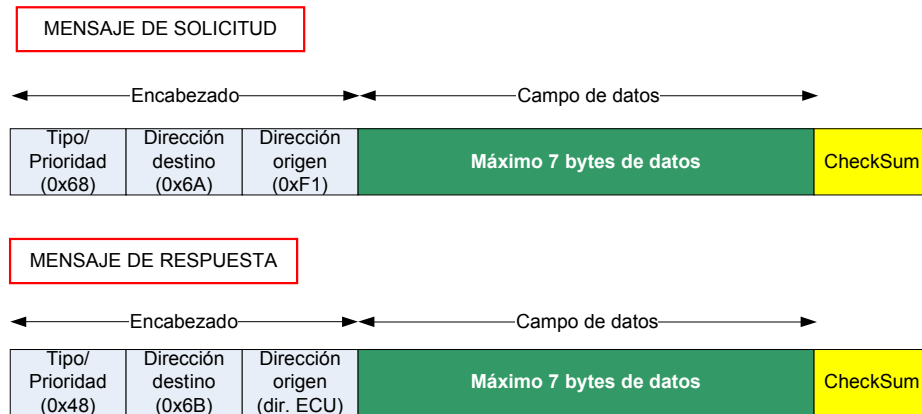 MENSAJE DE SOLICITUD
Encabezado
Campo de datos
Tipo/
Prioridad
(0x68)
Dirección
destino
(0x6A)
Dirección
origen
(0xF1)
Máximo 7 bytes de datos
CheckSum
MENSAJE DE RESPUESTA
Encabezado
Campo de datos
Tipo/
Prioridad
(0x48)
Dirección
destino
(0x6B)
Dirección
origen
(dir. ECU)
Máximo 7 bytes de datos
CheckSum